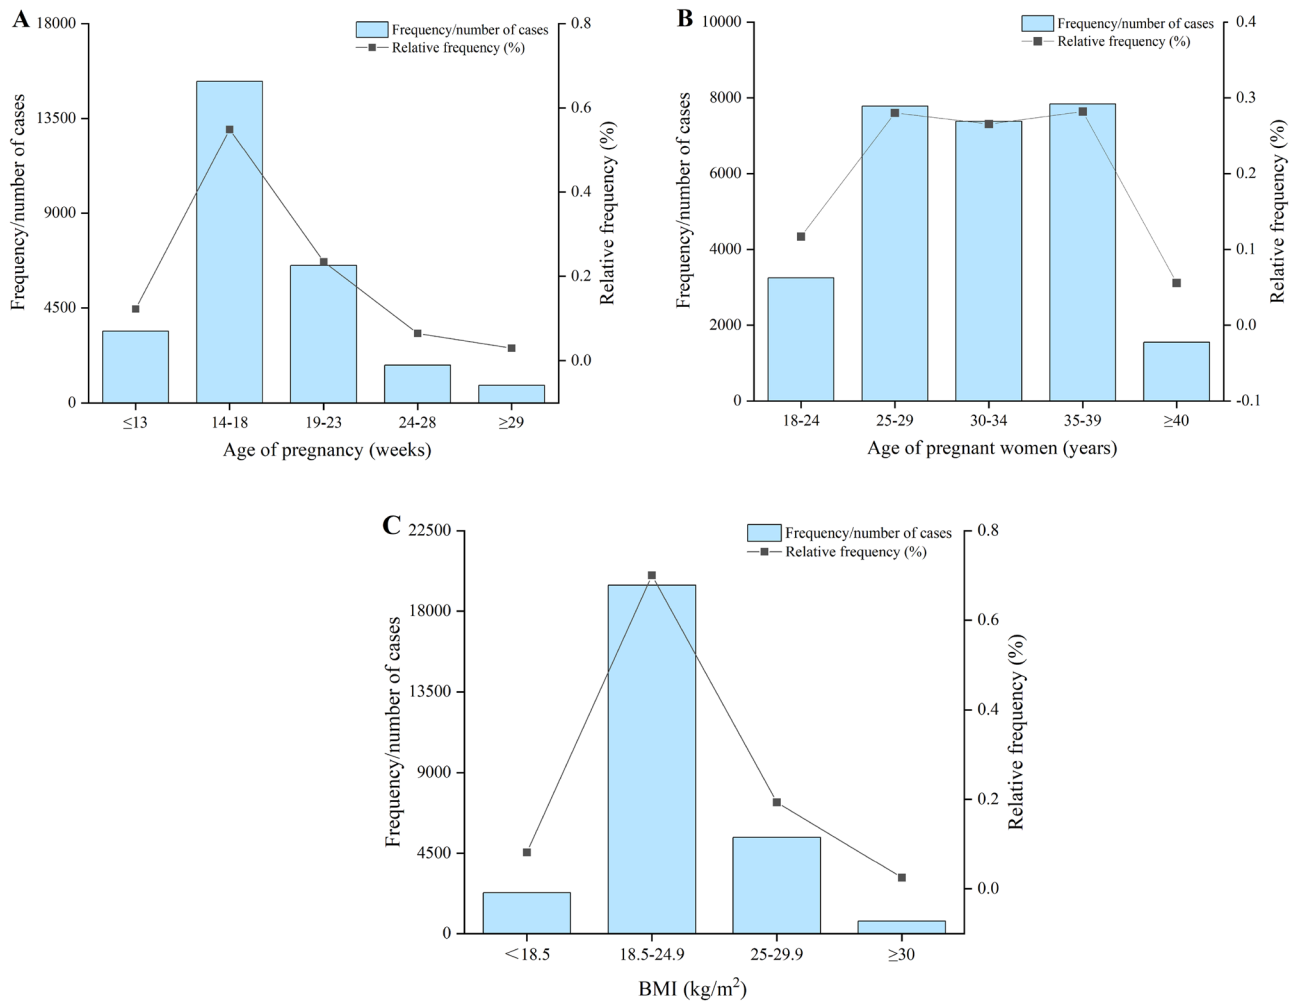 A
18000
13500
9000
4500
0
Frequency/number of cases
Frequency/number of cases
Relative frequency (%)
0.8
0.6
0.4
0.2
0.0
Relative frequency (%)
≤13
14-18
19-23
24-28
≥29
Age of pregnancy (weeks)
B
10000
8000
6000
4000
2000
0
Frequency/number of cases
Frequency/number of cases
Relative frequency (%)
0.4
0.3
0.2
0.1
0.0
-0.1
Relative frequency (%)
18-24
25-29
30-34
35-39
≥40
Age of pregnant women (years)
C
22500
18000
13500
9000
4500
0
Frequency/number of cases
Frequency/number of cases
Relative frequency (%)
0.8
0.6
0.4
0.2
0.0
Relative frequency (%)
<18.5
18.5-24.9
25-29.9
≥30
BMI (kg/m²)